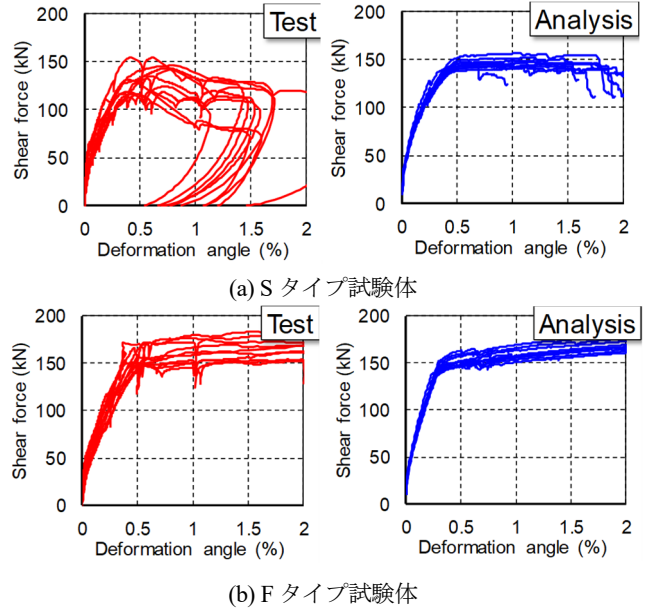 Test
Analysis
Shear force (kN)
200
150
100
50
0
0 0.5 1 1.5 2
Deformation angle (%)
Shear force (kN)
200
150
100
50
0
0 0.5 1 1.5 2
Deformation angle (%)
(a) S タイプ試験体
Test
Analysis
Shear force (kN)
200
150
100
50
0
0 0.5 1 1.5 2
Deformation angle (%)
Shear force (kN)
200
150
100
50
0
0 0.5 1 1.5 2
Deformation angle (%)
(b) F タイプ試験体